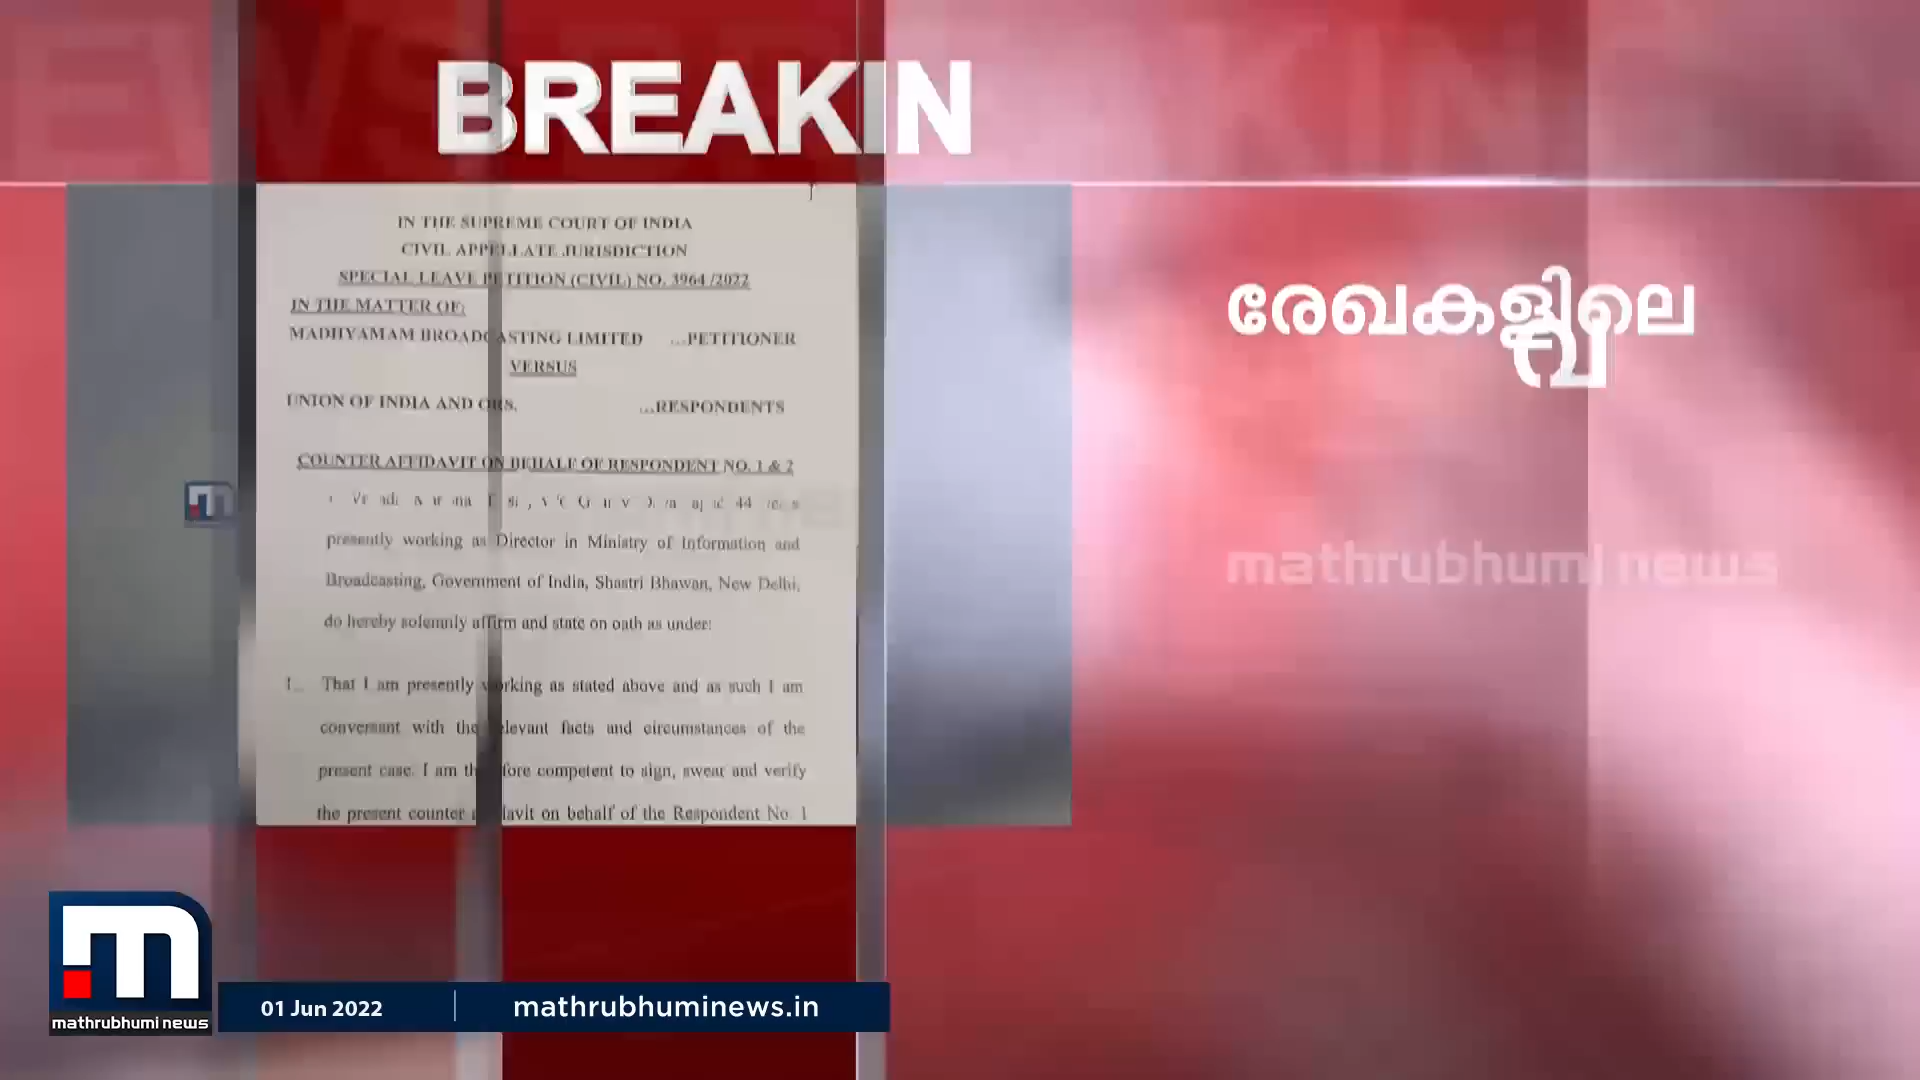 BREAKIN
IN THE SUPREME COURT OF INDIA
CIVIL APPELLATE JURISDICTION
SPECIAL LEAVE PETITION (CIVIL) NO. 3964 /2022
IN THE MATTER OF:
MADHYAMAM BROADCASTING LIMITED ...PETITIONER
VERSUS
UNION OF INDIA AND ORS. ...RESPONDENTS
COUNTER AFFIDAVIT ON BEHALF OF RESPONDENT NO. 1 & 2
44
presently working as Director in Ministry of Information and
Broadcasting, Government of India, Shastri Bhawan, New Delhi,
do hereby solemnly affirm and state on oath as under:
1. That I am presently working as stated above and as such I am
conversant with the relevant facts and circumstances of the
present case. I am therefore competent to sign, swear and verify
the present counter affidavit on behalf of the Respondent No. 1
mathrubhumi news
mathrubhumi news
01 Jun 2022
mathrubhuminews.in